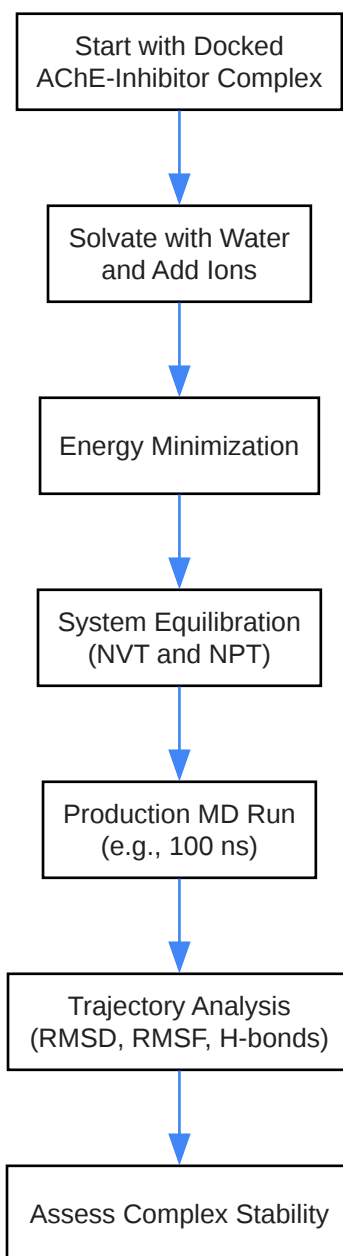 Start with Docked
AChE-Inhibitor Complex
Solvate with Water
and Add Ions
Energy Minimization
System Equilibration
(NVT and NPT)
Production MD Run
(e.g., 100 ns)
Trajectory Analysis
(RMSD, RMSF, H-bonds)
Assess Complex Stability